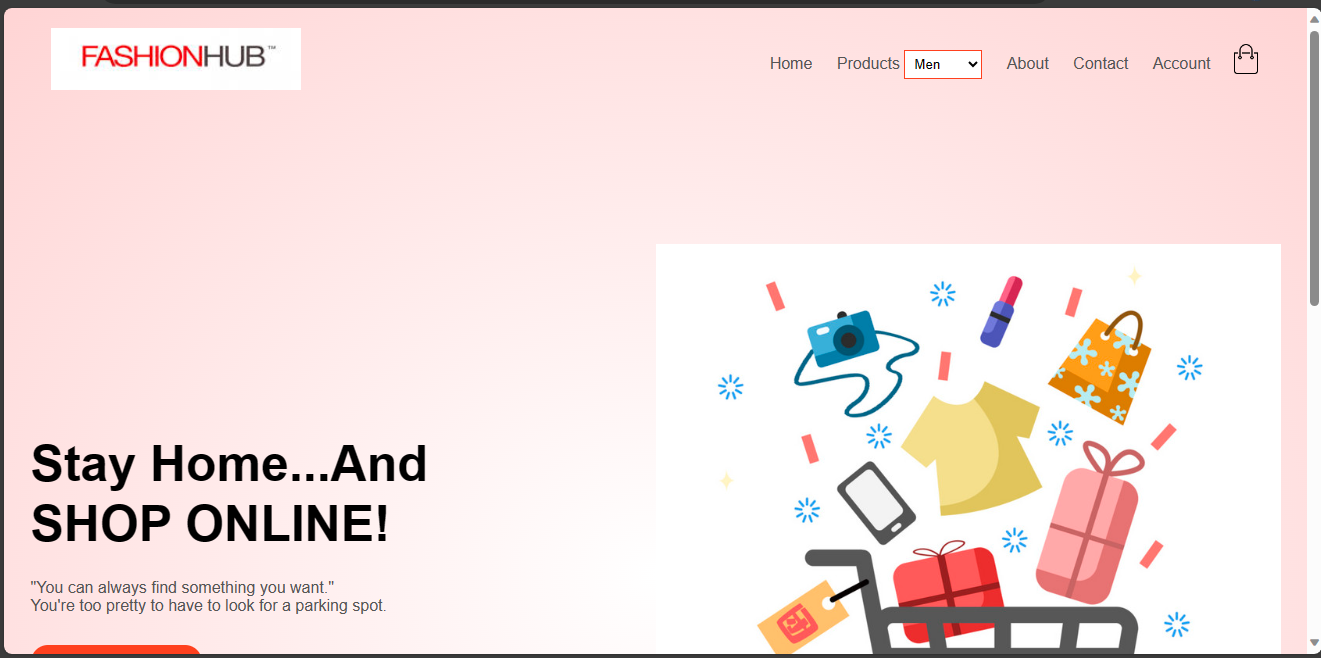 FASHIONHUB™
Home Products Men About Contact Account
Stay Home...And
SHOP ONLINE!
"You can always find something you want."
You're too pretty to have to look for a parking spot.